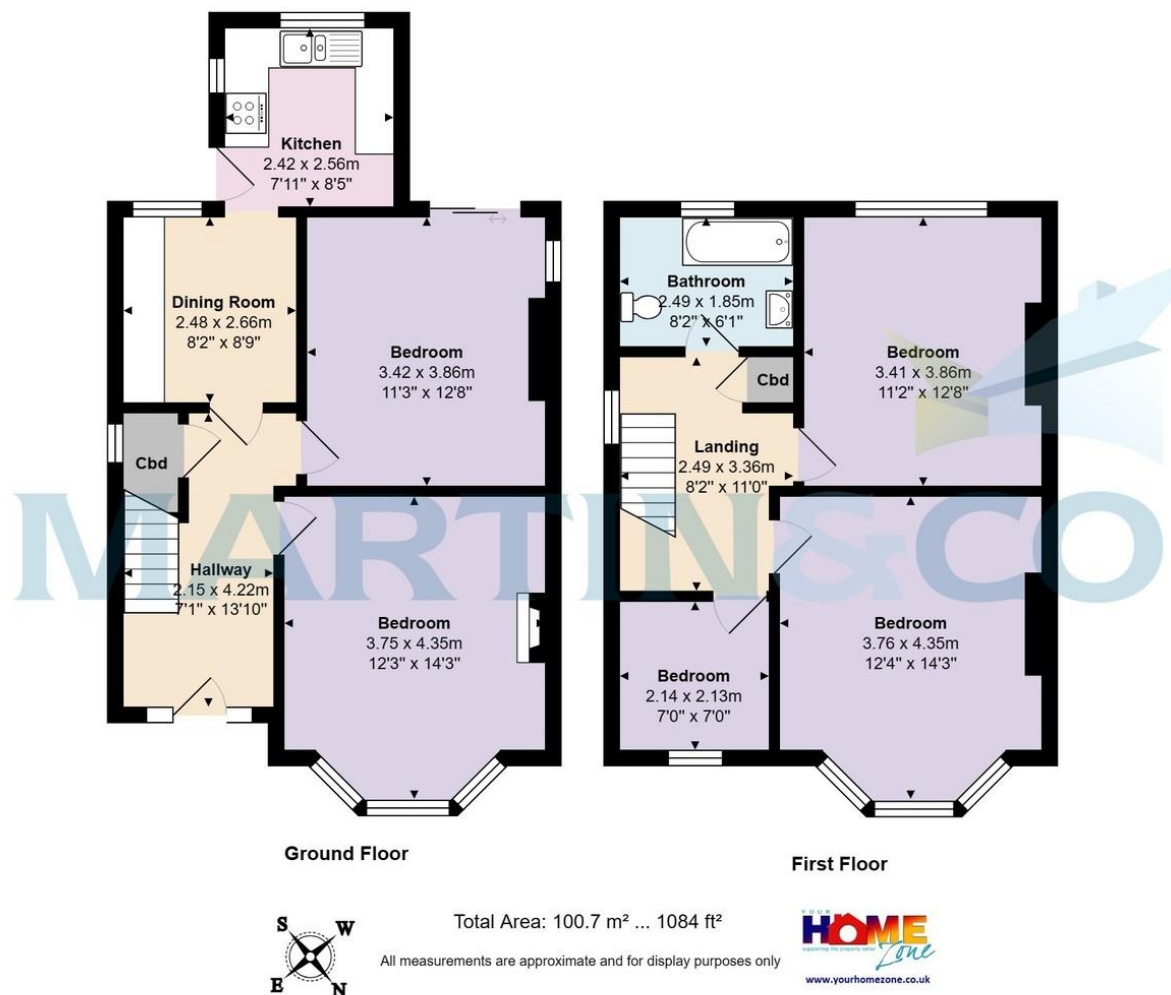 Kitchen
2.42 x 2.56m
7'11" x 8'5"
Dining Room
2.48 x 2.66m
8'2" x 8'9"
Bedroom
3.42 x 3.86m
11'3" x 12'8"
Cbd
Hallway
2.15 x 4.22m
7'1" x 13'10"
Bedroom
3.75 x 4.35m
12'3" x 14'3"
Ground Floor
Bathroom
2.49 x 1.85m
8'2" x 6'1"
Bedroom
3.41 x 3.86m
11'2" x 12'8"
Cbd
Landing
2.49 x 3.36m
8'2" x 11'0"
Bedroom
2.14 x 2.13m
7'0" x 7'0"
Bedroom
3.76 x 4.35m
12'4" x 14'3"
First Floor
MARTIN&CO
S W
E N
Total Area: 100.7 m² ... 1084 ft²
All measurements are approximate and for display purposes only
YOUR
HOME
supporting the property seller
Zone
www.yourhomezone.co.uk